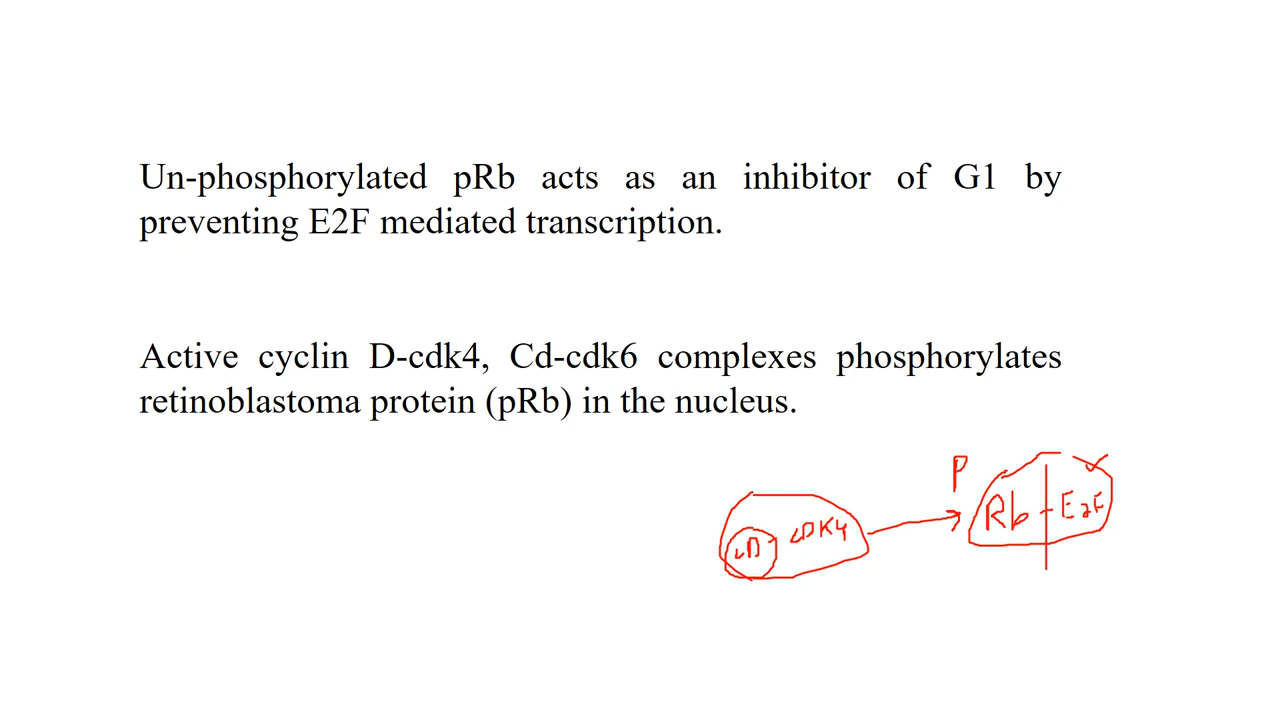 Un-phosphorylated pRb acts as an inhibitor of G1 by
preventing E2F mediated transcription.
Active cyclin D-cdk4, Cd-cdk6 complexes phosphorylates
retinoblastoma protein (pRb) in the nucleus.
P
Rb - E2F
cD - CDK4